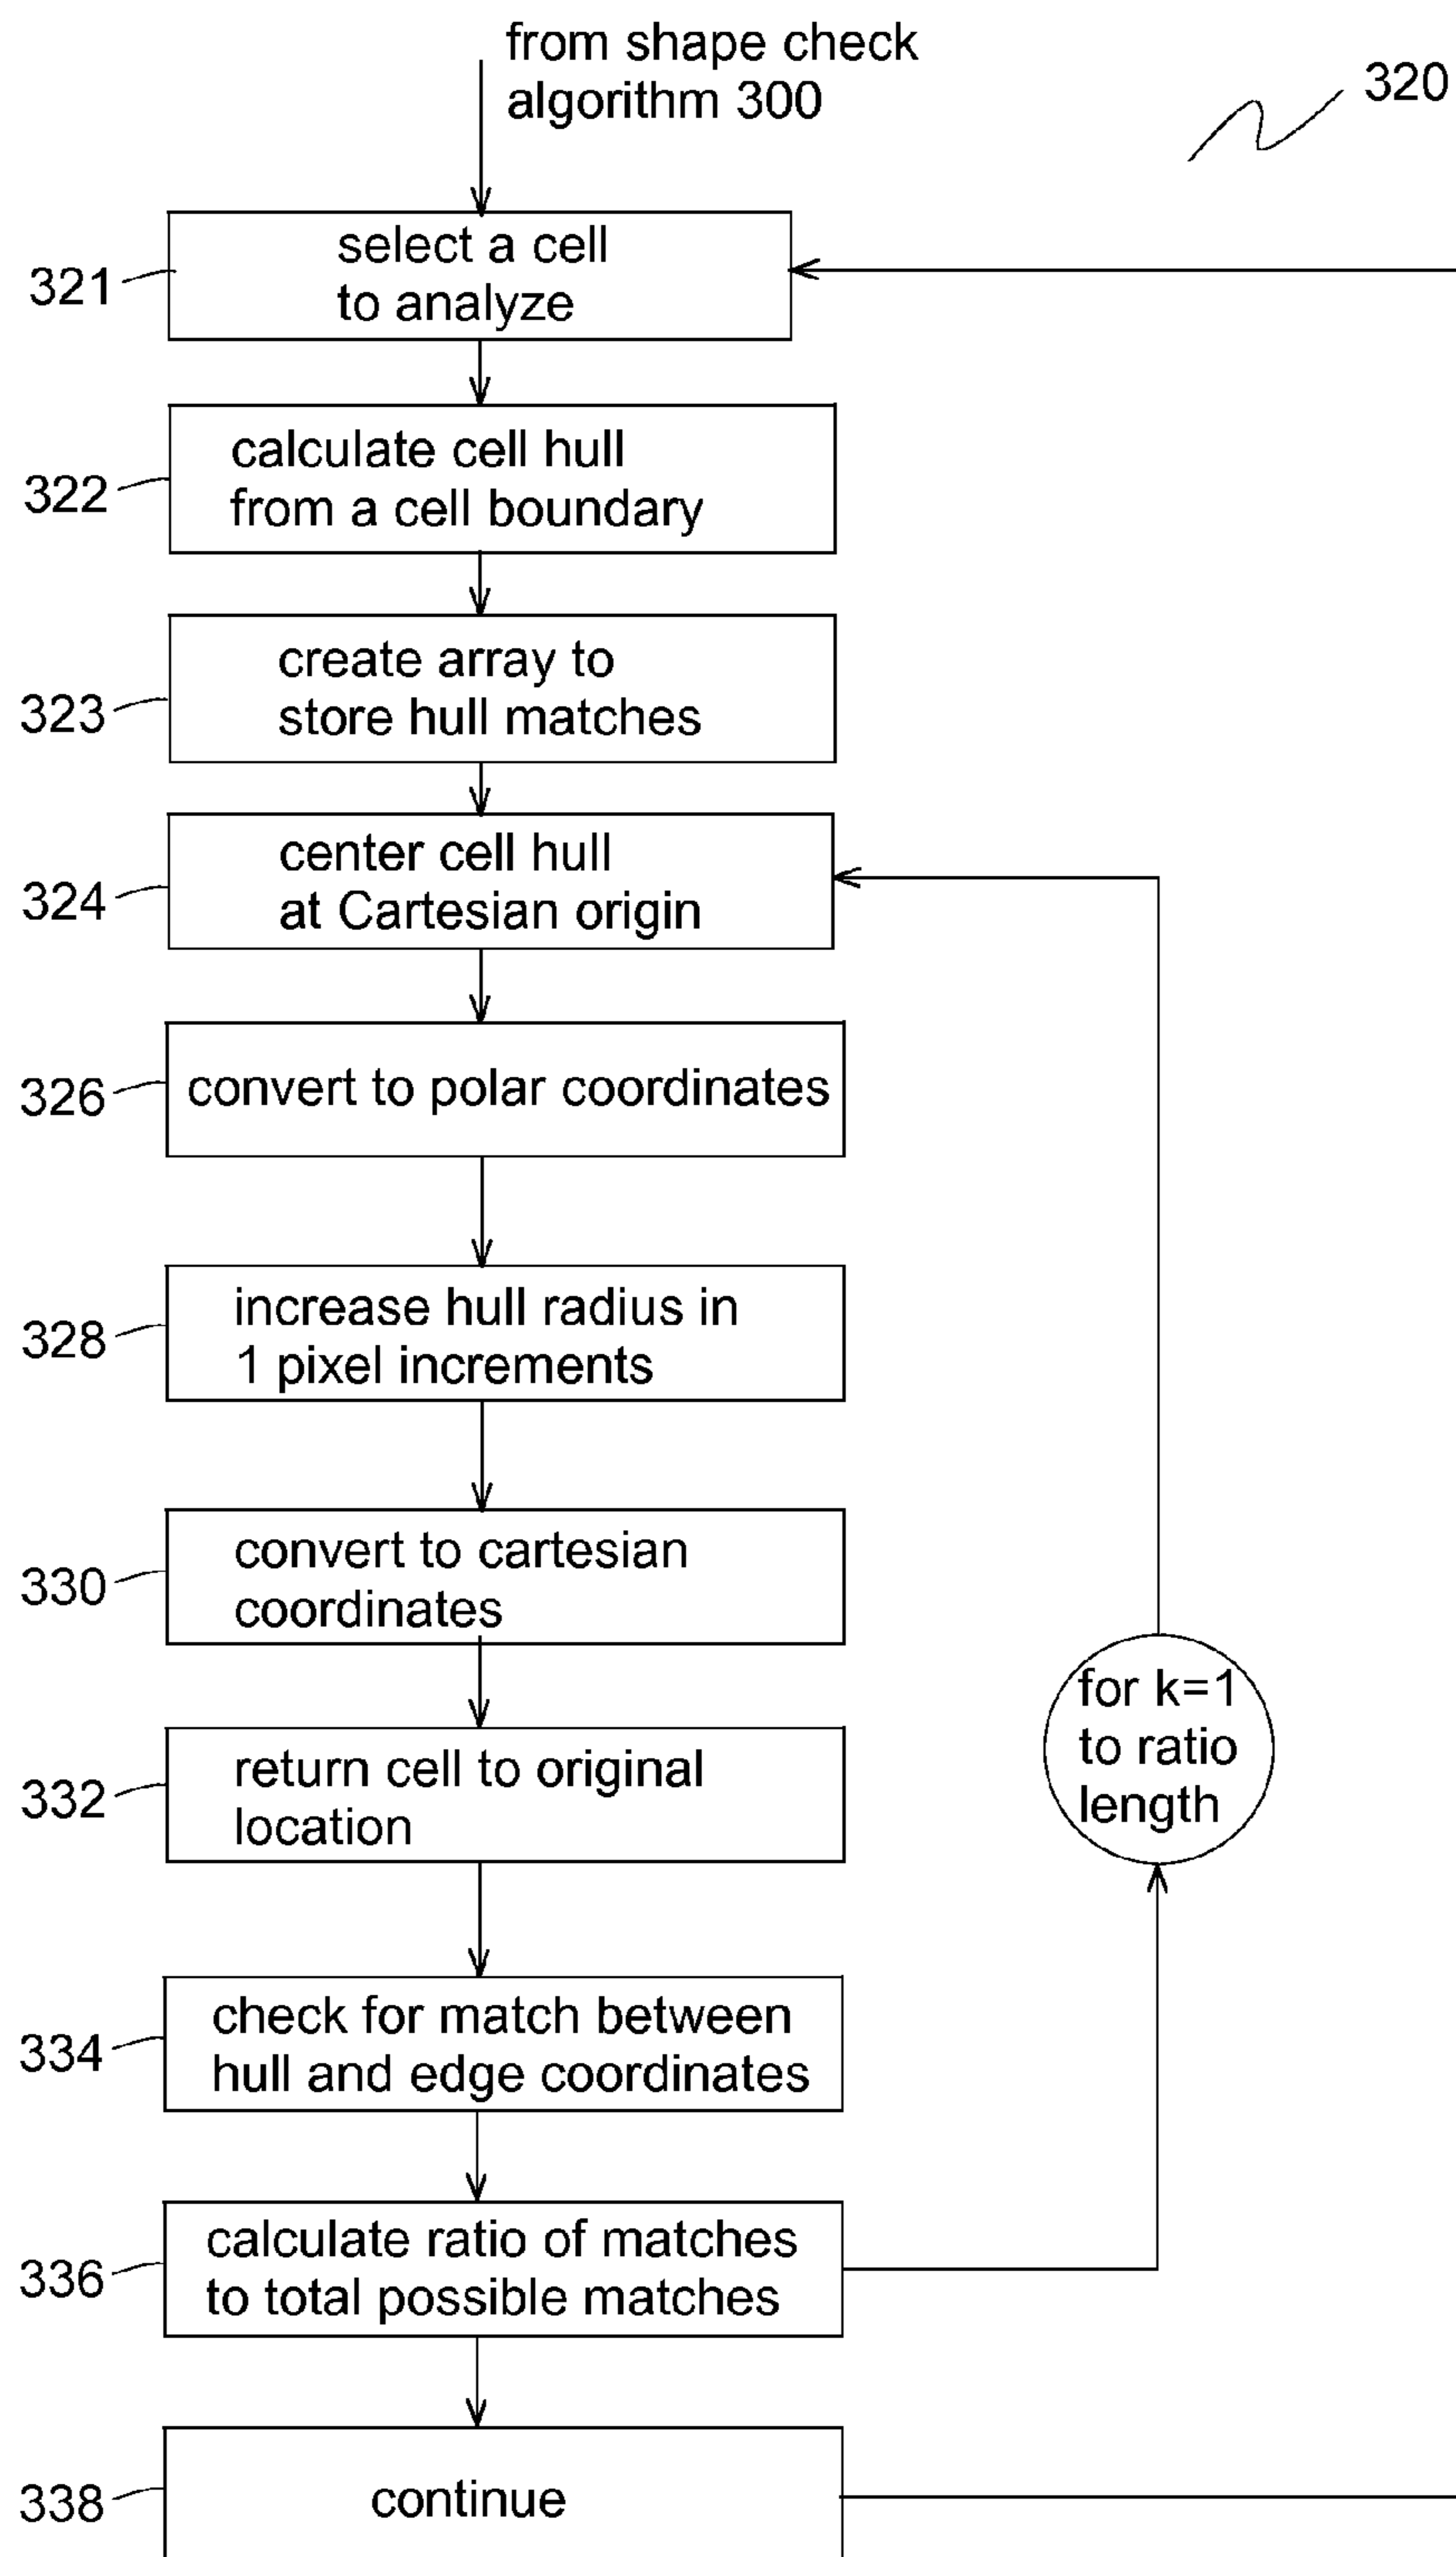 from shape check
algorithm 300
320
321
select a cell
to analyze
322
calculate cell hull
from a cell boundary
323
create array to
store hull matches
324
center cell hull
at Cartesian origin
326
convert to polar coordinates
328
increase hull radius in
1 pixel increments
330
convert to cartesian
coordinates
for k=1
to ratio
length
332
return cell to original
location
334
check for match between
hull and edge coordinates
336
calculate ratio of matches
to total possible matches
338
continue